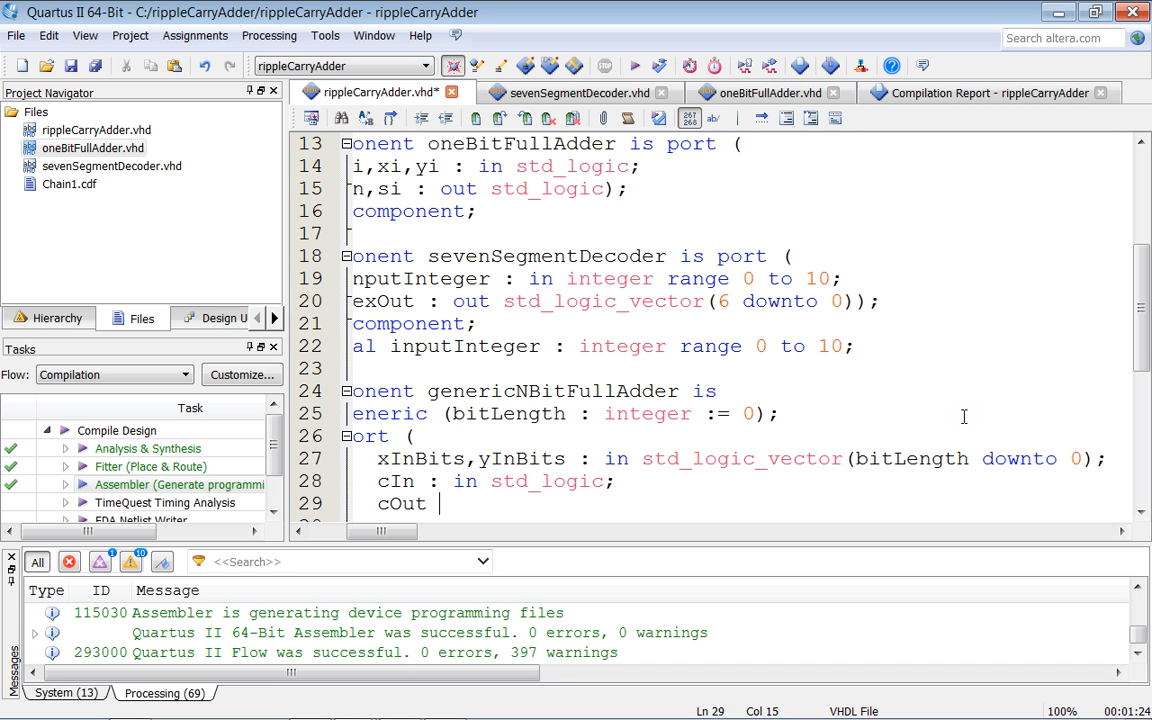 Quartus II 64-Bit - C:/rippleCarryAdder/rippleCarryAdder - rippleCarryAdder
File Edit View Project Assignments Processing Tools Window Help
Search altera.com
rippleCarryAdder
Project Navigator
Files
rippleCarryAdder.vhd
oneBitFullAdder.vhd
sevenSegmentDecoder.vhd
Chain1.cdf
Hierarchy Files Design U
Tasks
Flow: Compilation Customize...
Task
Compile Design
Analysis & Synthesis
Fitter (Place & Route)
Assembler (Generate programmi
TimeQuest Timing Analysis
EDA Netlist Writer
rippleCarryAdder.vhd* sevenSegmentDecoder.vhd oneBitFullAdder.vhd Compilation Report - rippleCarryAdder
267
268
ab/
13 onent oneBitFullAdder is port (
14 i,xi,yi : in std_logic;
15 n,si : out std_logic);
16 component;
17
18 onent sevenSegmentDecoder is port (
19 nputInteger : in integer range 0 to 10;
20 exOut : out std_logic_vector(6 downto 0));
21 component;
22 al inputInteger : integer range 0 to 10;
23
24 onent genericNBitFullAdder is
25 eneric (bitLength : integer := 0);
26 ort (
27 xInBits,yInBits : in std_logic_vector(bitLength downto 0);
28 cIn : in std_logic;
29 cOut
All <<Search>>
Type ID Message
115030 Assembler is generating device programming files
Quartus II 64-Bit Assembler was successful. 0 errors, 0 warnings
293000 Quartus II Flow was successful. 0 errors, 397 warnings
Messages
System (13) Processing (69)
Ln 29 Col 15 VHDL File 100% 00:01:24